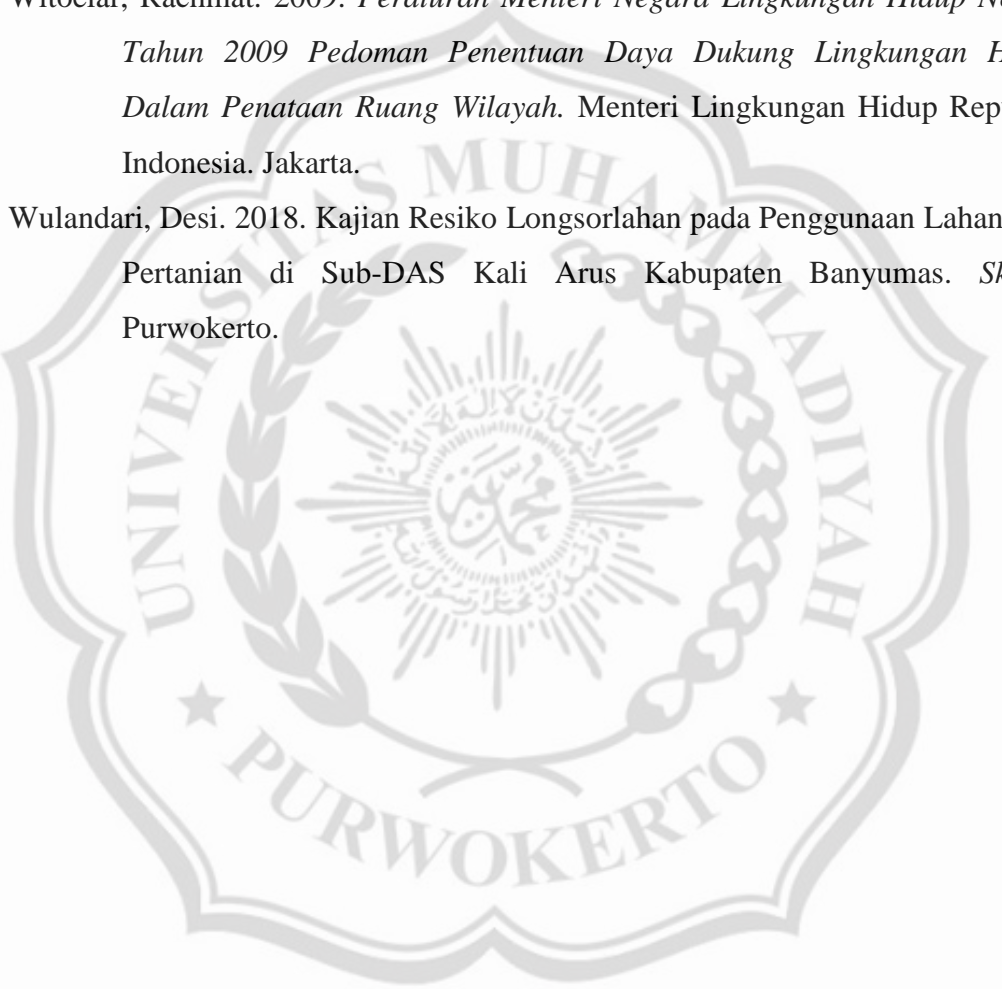 Witoelar, Rachmat. 2009. Peraturan Menteri Negara Lingkungan Hidup
Tahun 2009 Pedoman Penentuan Daya Dukung Lingkungan
Dalam Penataan Ruang Wilayah. Menteri Lingkungan Hidup
Indonesia. Jakarta.
Wulandari, Desi. 2018. Kajian Resiko Longsorlahan pada Penggunaan Lahan
Pertanian di Sub-DAS Kali Arus Kabupaten Banyumas.
Purwokerto.
UNIVERSITAS MUHAMMADIYAH
PURWOKERTO